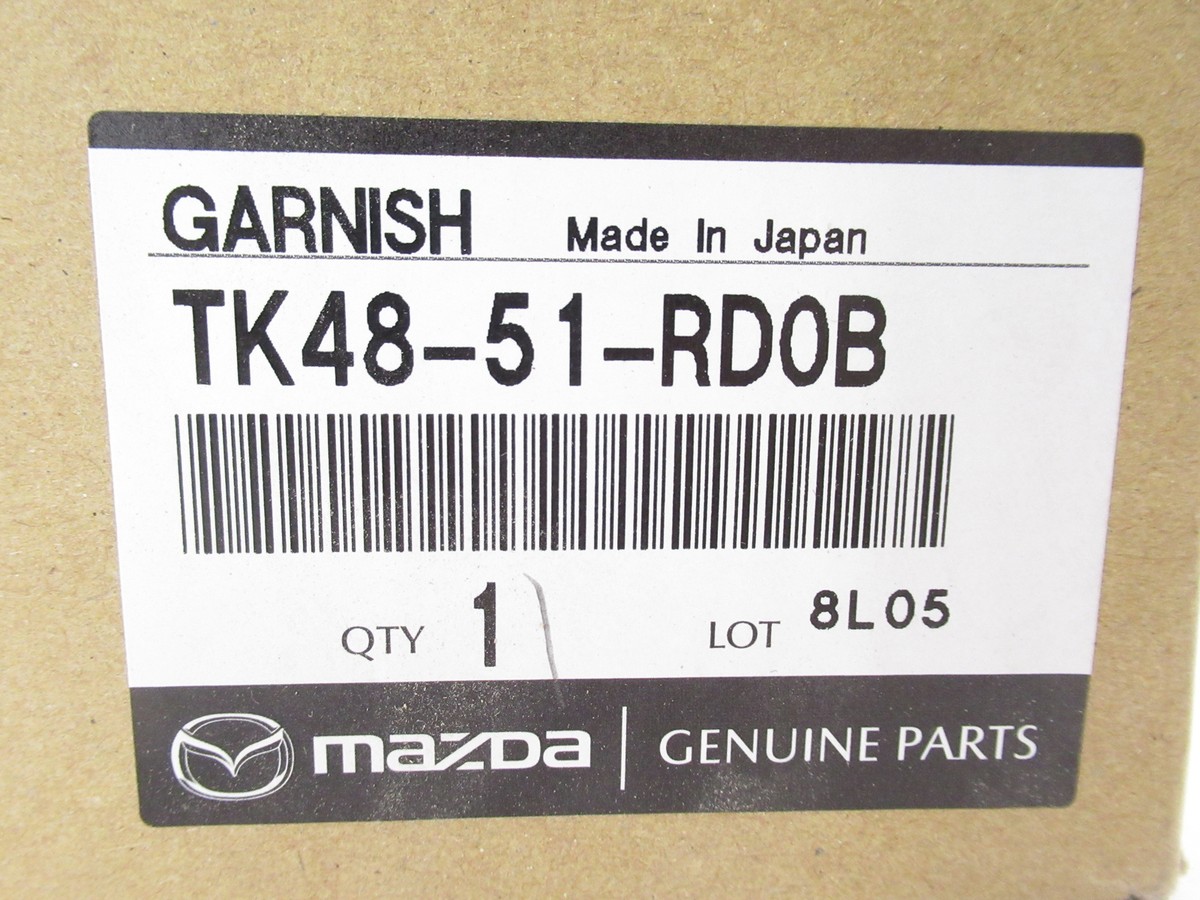 GARNISH Made In Japan
TK48-51-RD0B
QTY 1 LOT 8L05
mazda GENUINE PARTS